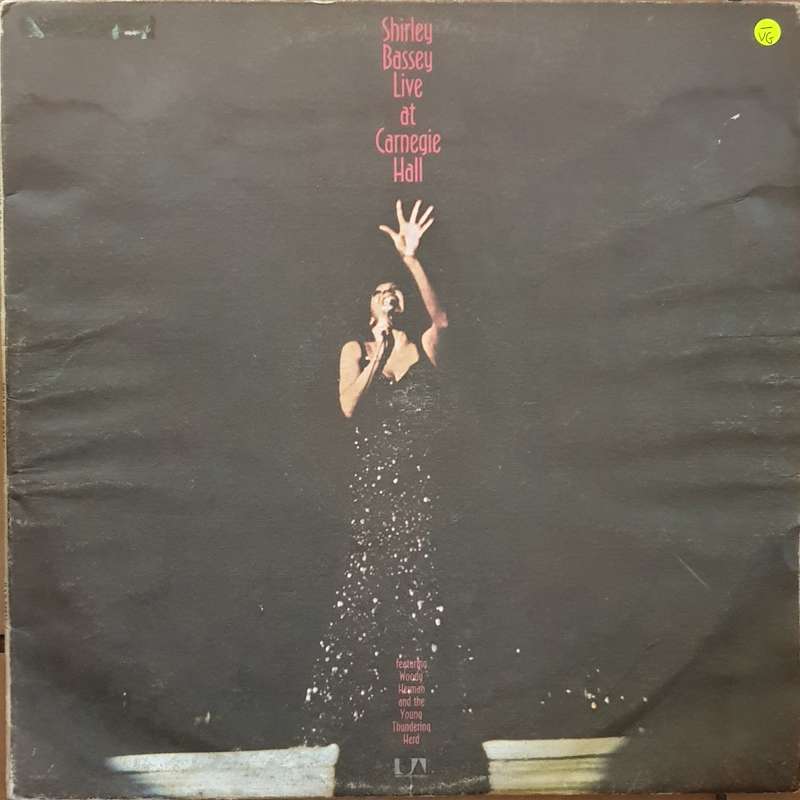 Shirley
Bassey
Live
at
Carnegie
Hall
VG
featuring
Woody
Herman
and the
Young
Thundering
Herd
UA